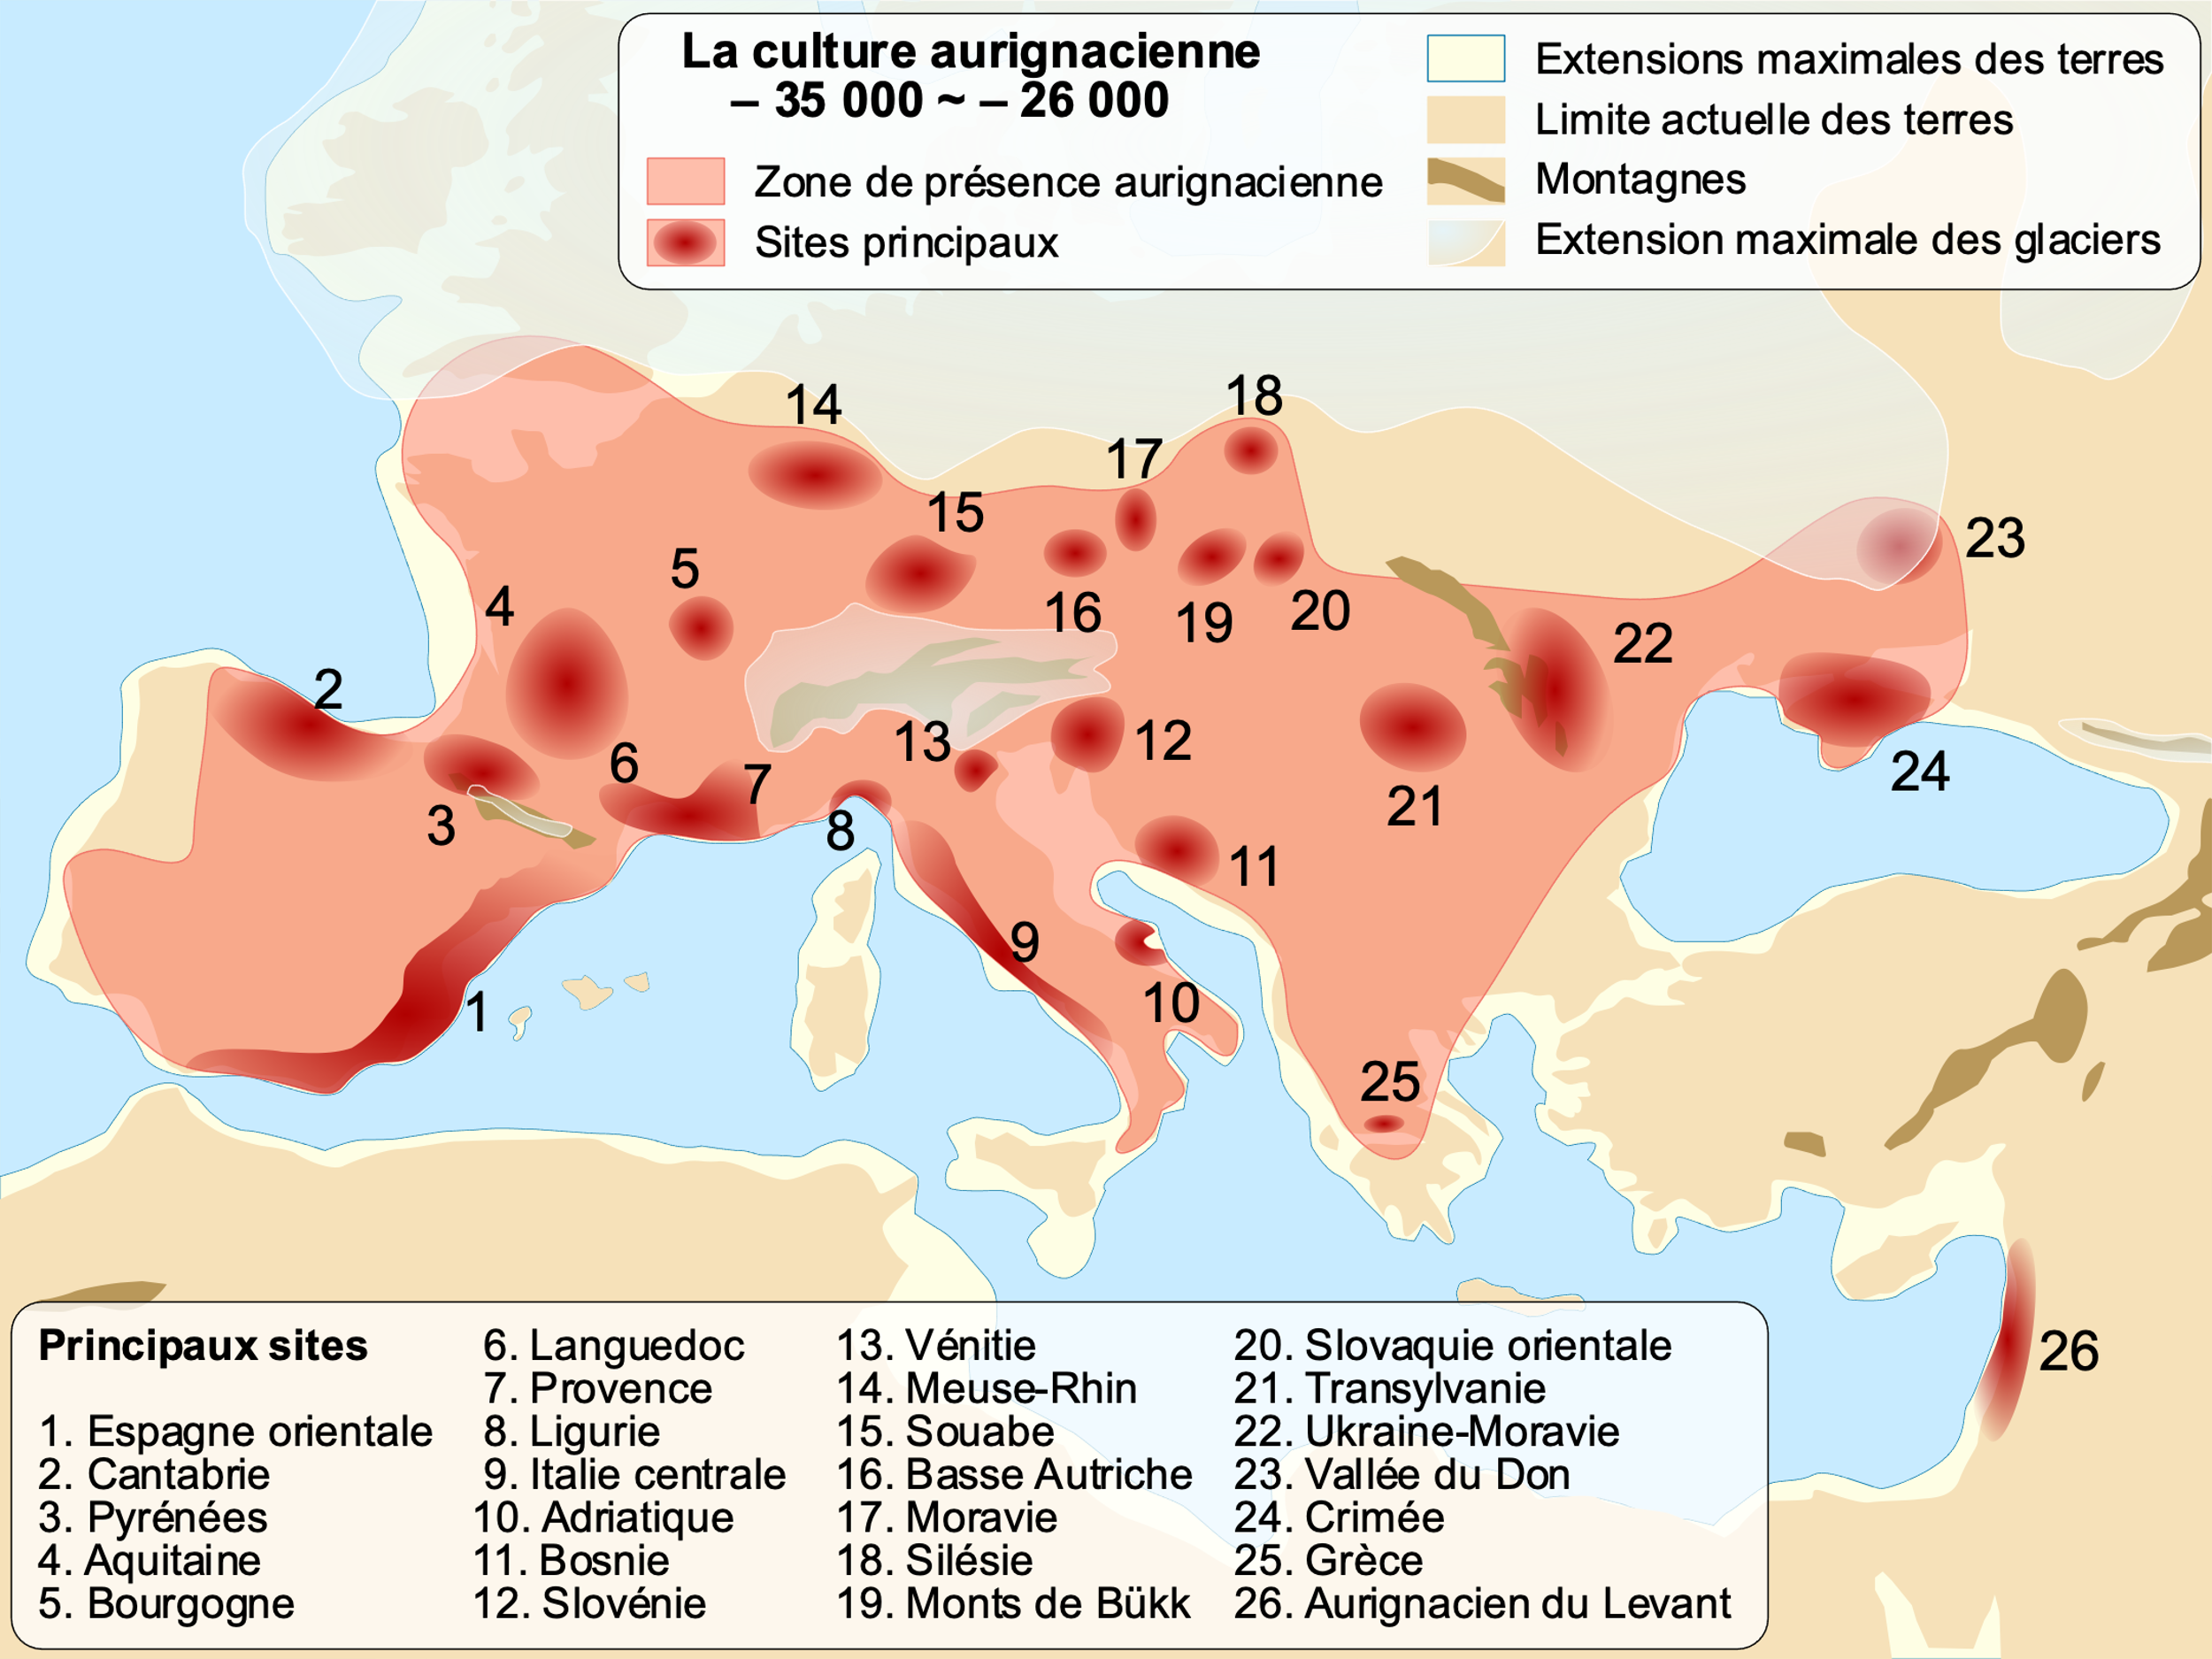 La culture aurignacienne
– 35 000 ~ – 26 000
Zone de présence aurignacienne
Sites principaux
Extensions maximales des terres
Limite actuelle des terres
Montagnes
Extension maximale des glaciers
14
18
17
15
23
5
4
16
19
20
22
2
13
12
6
7
24
3
8
21
11
9
10
1
25
26
Principaux sites
1. Espagne orientale
2. Cantabrie
3. Pyrénées
4. Aquitaine
5. Bourgogne
6. Languedoc
7. Provence
8. Ligurie
9. Italie centrale
10. Adriatique
11. Bosnie
12. Slovénie
13. Vénitie
14. Meuse-Rhin
15. Souabe
16. Basse Autriche
17. Moravie
18. Silésie
19. Monts de Bükk
20. Slovaquie orientale
21. Transylvanie
22. Ukraine-Moravie
23. Vallée du Don
24. Crimée
25. Grèce
26. Aurignacien du Levant